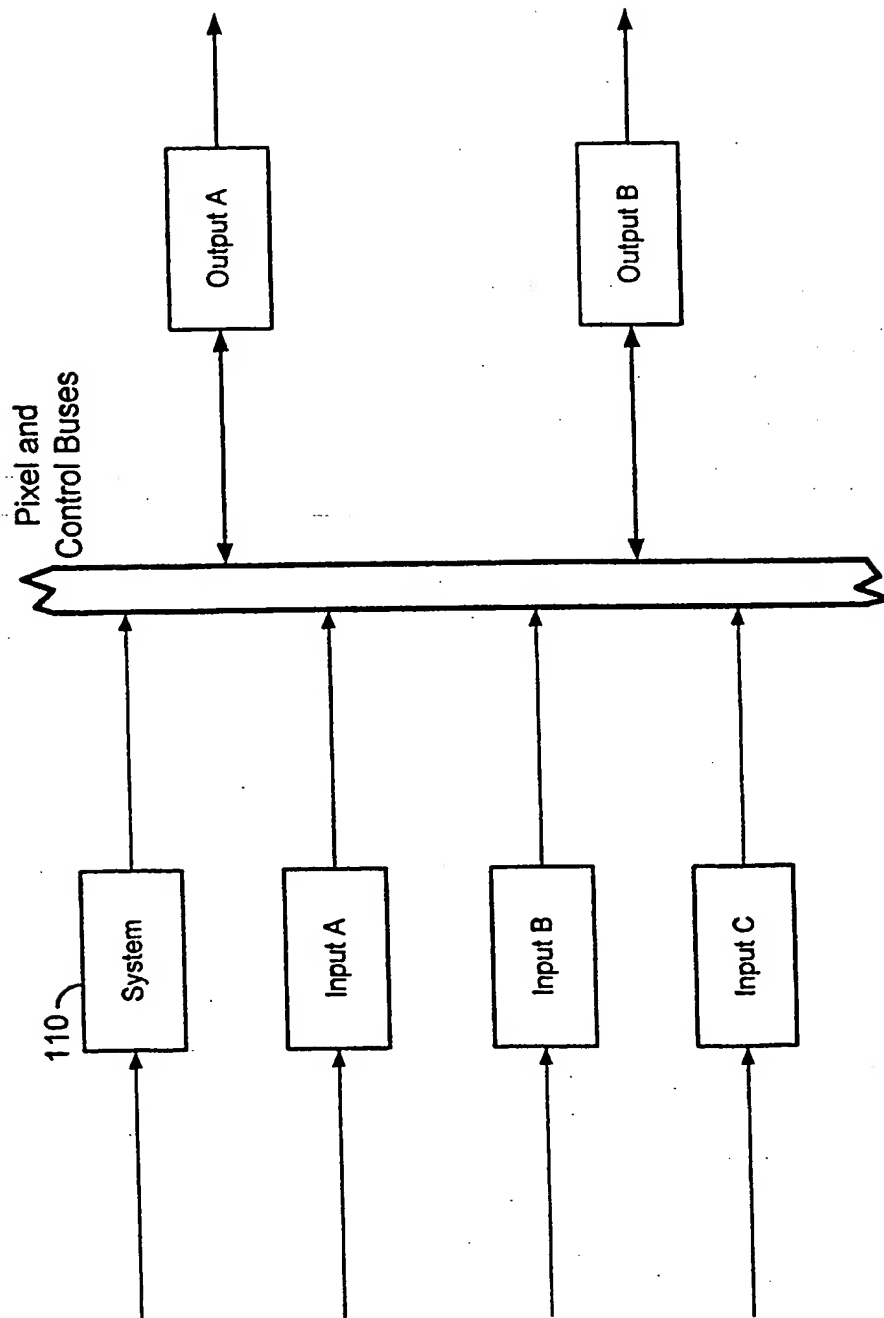 Pixel and
Control Buses
110
System
Input A
Input B
Input C
Output A
Output B